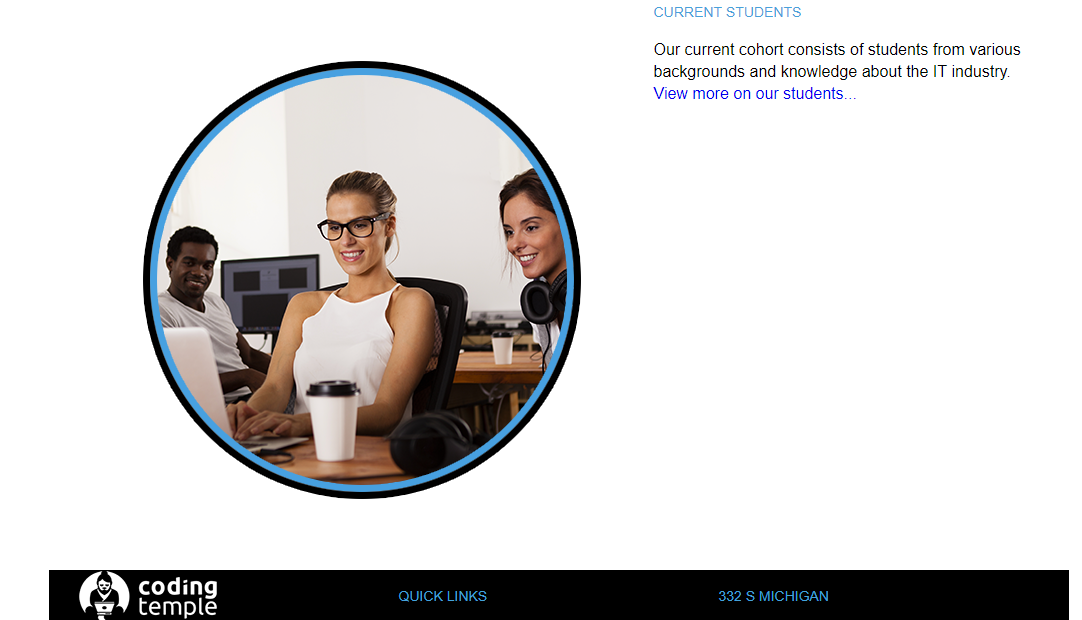 CURRENT STUDENTS
Our current cohort consists of students from various
backgrounds and knowledge about the IT industry.
View more on our students...
coding
temple
QUICK LINKS
332 S MICHIGAN